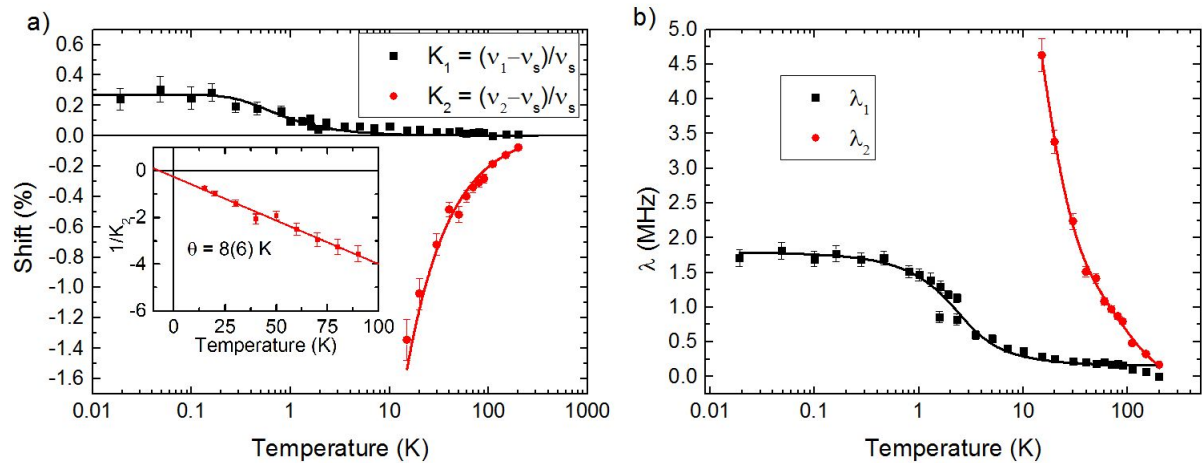 a)
0.6
0.4
0.2
0.0
-0.2
-0.4
-0.6
-0.8
-1.0
-1.2
-1.4
-1.6
Shift (%)
K₁ = (ν₁−νₛ)/νₛ
K₂ = (ν₂−νₛ)/νₛ
0
-2
-4
-6
1/K₂
θ = 8(6) K
0 25 50 75 100
Temperature (K)
0.01 0.1 1 10 100 1000
Temperature (K)
b)
5.0
4.5
4.0
3.5
3.0
2.5
2.0
1.5
1.0
0.5
0.0
λ (MHz)
λ₁
λ₂
0.01 0.1 1 10 100
Temperature (K)